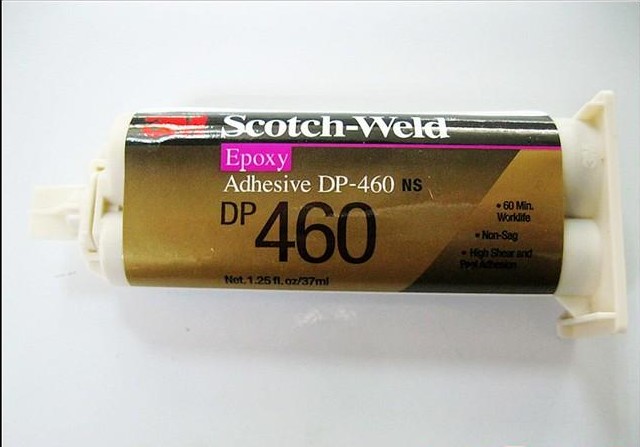 3M Scotch-Weld
Epoxy
Adhesive DP-460 NS
DP 460
• 60 Min.
Worklife
• Non-Sag
• High Shear and
Peel Adhesion
Net. 1.25 fl. oz/37ml